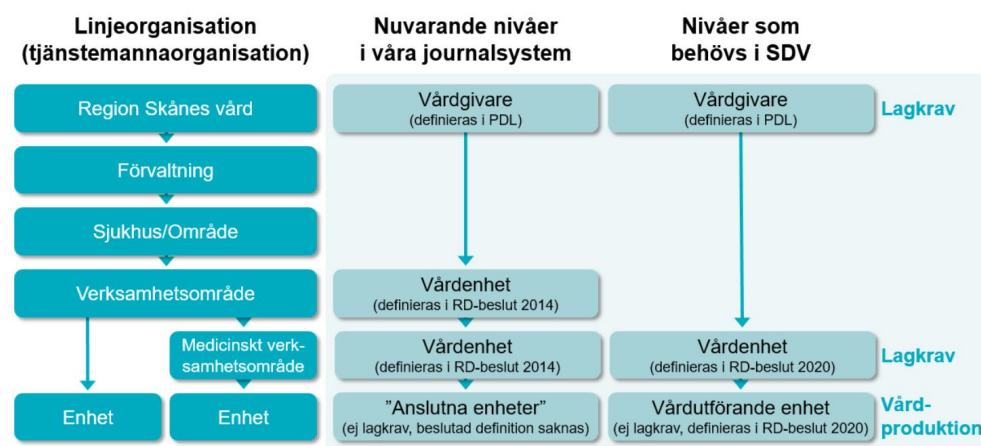 Linjeorganisation
(tjänstemannaorganisation)
Region Skånes vård
Förvaltning
Sjukhus/Område
Verksamhetsområde
Medicinskt verk-
samhetsområde
Enhet
Enhet
Nuvarande nivåer
i våra journalsystem
Vårdgivare
(definieras i PDL)
Vårdenhet
(definieras i RD-beslut 2014)
Vårdenhet
(definieras i RD-beslut 2014)
”Anslutna enheter”
(ej lagkrav, beslutad definition saknas)
Nivåer som
behövs i SDV
Vårdgivare
(definieras i PDL)
Vårdenhet
(definieras i RD-beslut 2020)
Vårdutförande enhet
(ej lagkrav, definieras i RD-beslut 2020)
Lagkrav
Lagkrav
Vård-
produktion